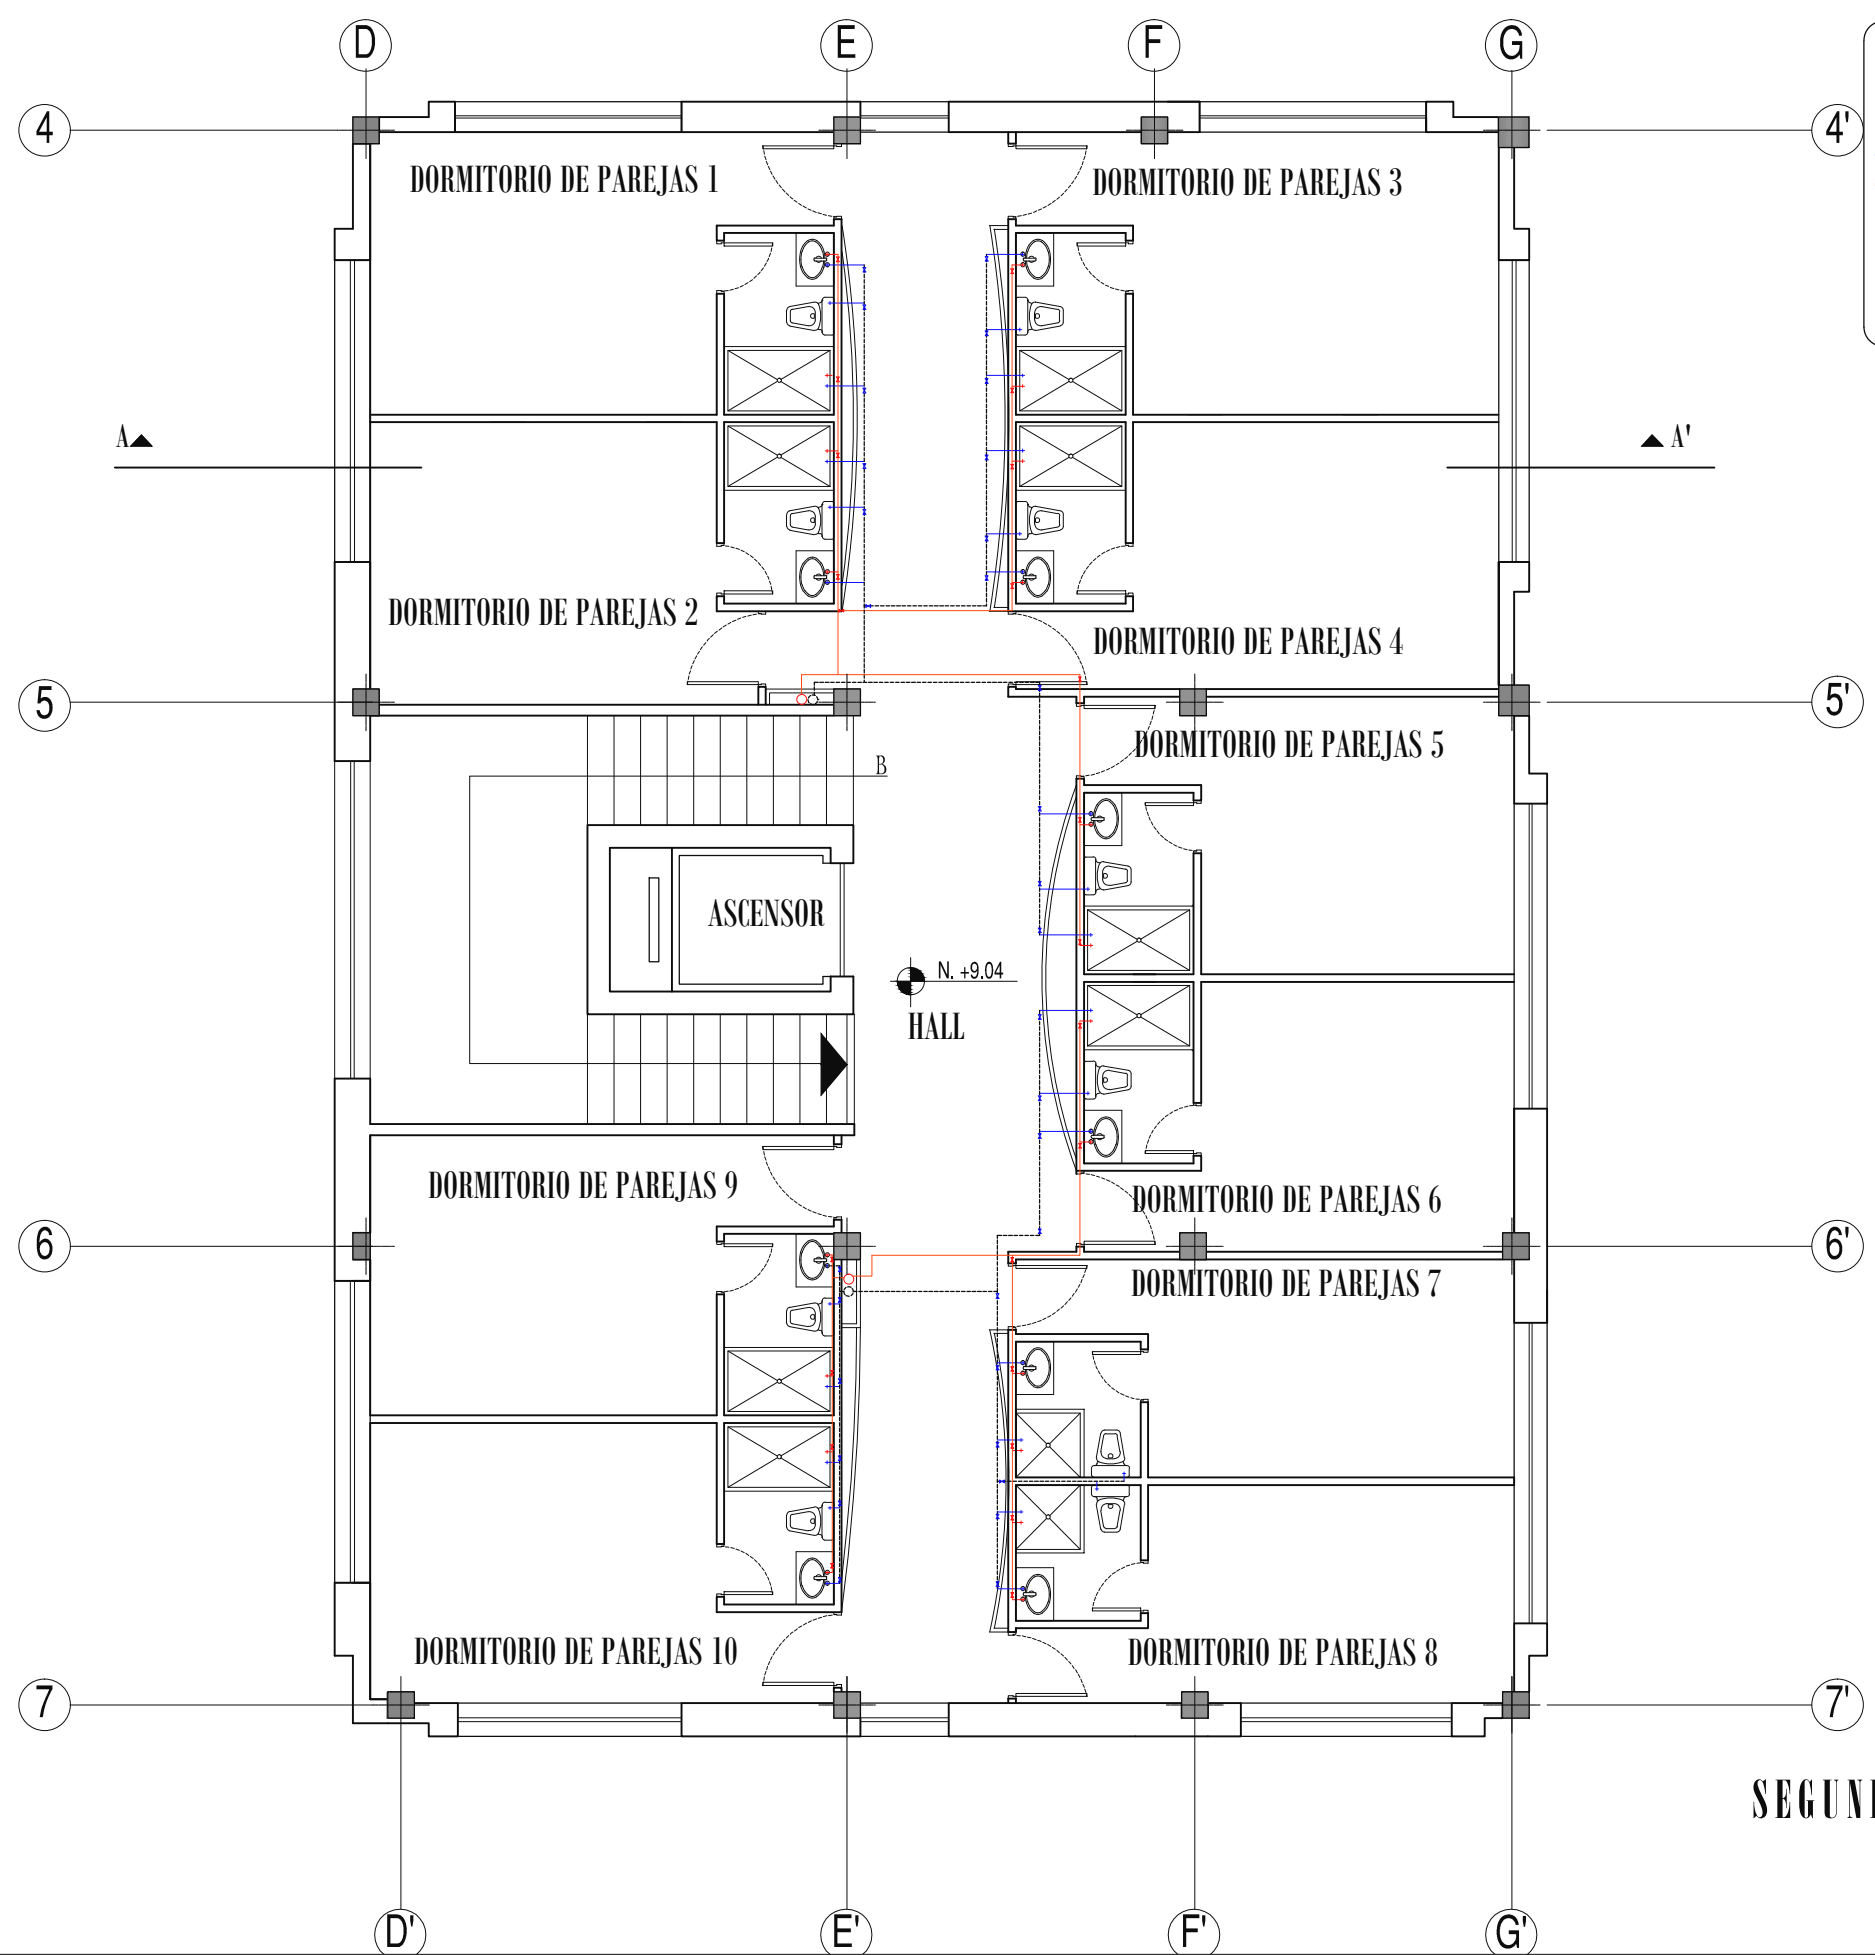 D E F G
4 4'
DORMITORIO DE PAREJAS 1
DORMITORIO DE PAREJAS 3
A A'
DORMITORIO DE PAREJAS 2
DORMITORIO DE PAREJAS 4
5 5'
DORMITORIO DE PAREJAS 5
B
ASCENSOR
N. +9.04
HALL
DORMITORIO DE PAREJAS 9
DORMITORIO DE PAREJAS 6
6 6'
DORMITORIO DE PAREJAS 7
DORMITORIO DE PAREJAS 10
DORMITORIO DE PAREJAS 8
7 7'
D' E' F' G'